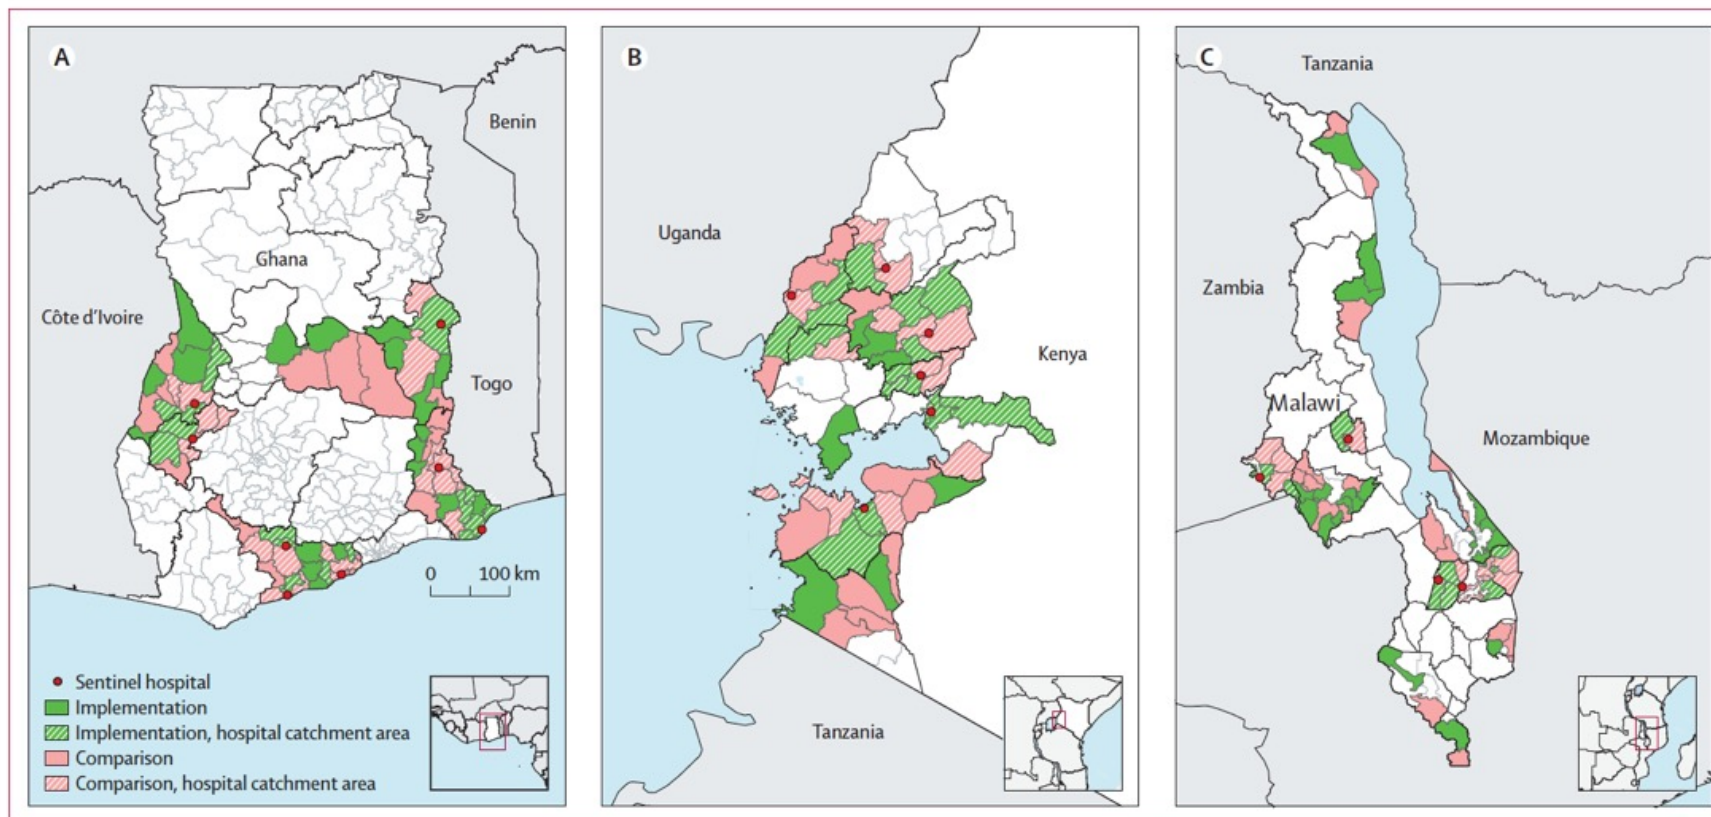 A
Benin
Ghana
Côte d'Ivoire
Togo
0 100 km
Sentinel hospital
Implementation
Implementation, hospital catchment area
Comparison
Comparison, hospital catchment area
B
Uganda
Kenya
Tanzania
C
Tanzania
Zambia
Malawi
Mozambique